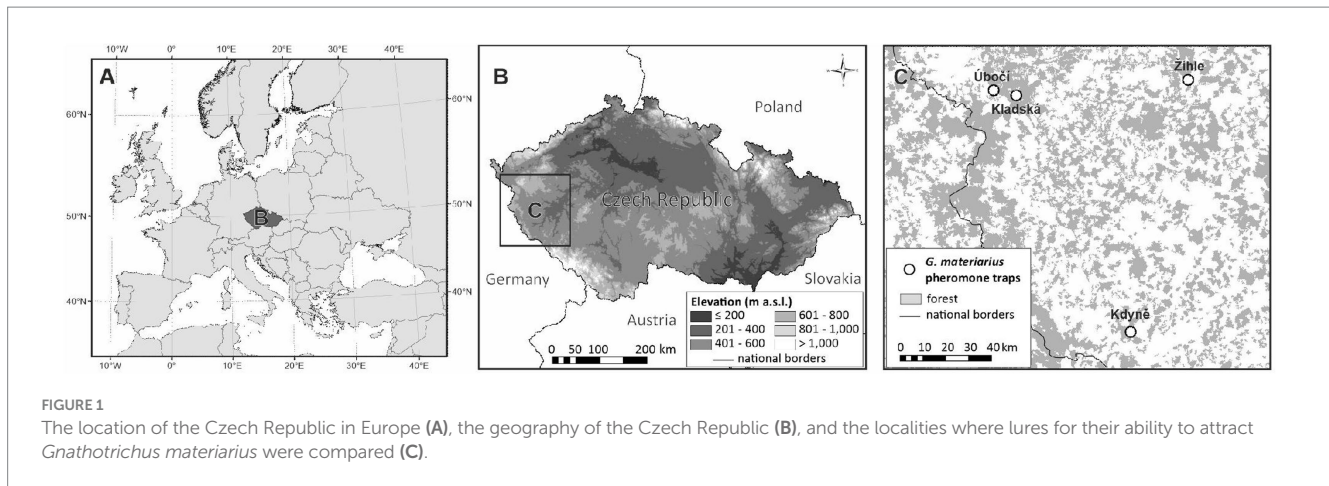 10°W 0° 10°E 20°E 30°E 40°E
A
60°N 60°N
50°N 50°N
40°N 40°N
B
10°W 0° 10°E 20°E 30°E 40°E
B
Poland
Czech Republic
C
Germany
Slovakia
Austria
Elevation (m a.s.l.)
≤ 200 601 - 800
201 - 400 801 - 1,000
401 - 600 > 1,000
national borders
0 50 100 200 km
C
Úbočí
Žihle
Kladská
Kdyně
G. materiarius
pheromone traps
forest
national borders
0 10 20 30 40 km
FIGURE 1
The location of the Czech Republic in Europe (A), the geography of the Czech Republic (B), and the localities where lures for their ability to attract
Gnathotrichus materiarius were compared (C).